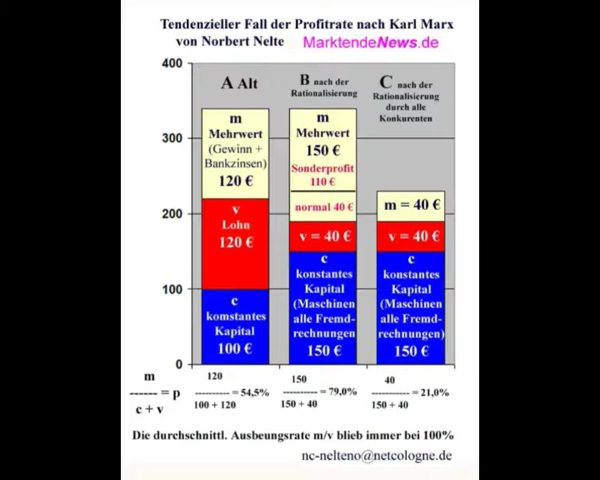 Tendenzieller Fall der Profitrate nach Karl Marx
von Norbert Nelte MarktendeNews.de
400
300
200
100
0
A Alt
m
Mehrwert
(Gewinn +
Bankzinsen)
120 €
v
Lohn
120 €
c
komstantes
Kapital
100 €
B nach der
Rationalisierung
m
Mehrwert
150 €
Sonderprofit
110 €
normal 40 €
v = 40 €
c
konstantes
Kapital
(Maschinen
alle Fremd-
rechnungen
150 €
C nach der
Rationalisierung
durch alle
Konkurenten
m = 40 €
v = 40 €
c
konstantes
Kapital
(Maschinen
alle Fremd-
rechnungen)
150 €
m
------ = p
c + v
120
---------- = 54,5%
100 + 120
150
---------- = 79,0%
150 + 40
40
---------- = 21,0%
150 + 40
Die durchschnittl. Ausbeungsrate m/v blieb immer bei 100%
nc-nelteno@netcologne.de